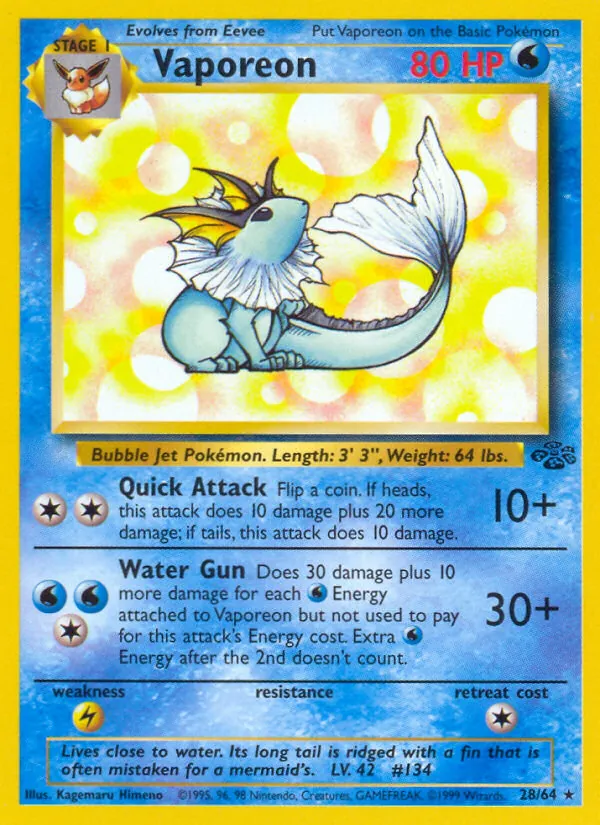 Evolves from Eevee Put Vaporeon on the Basic Pokémon
STAGE 1
Vaporeon 80 HP
Bubble Jet Pokémon. Length: 3' 3", Weight: 64 lbs.
Quick Attack Flip a coin. If heads,
this attack does 10 damage plus 20 more
damage; if tails, this attack does 10 damage.
10+
Water Gun Does 30 damage plus 10
more damage for each Energy
attached to Vaporeon but not used to pay
for this attack's Energy cost. Extra
Energy after the 2nd doesn't count.
30+
weakness resistance retreat cost
Lives close to water. Its long tail is ridged with a fin that is
often mistaken for a mermaid's. LV. 42 #134
Illus. Kagemaru Himeno ©1995, 96, 98 Nintendo, Creatures, GAMEFREAK. ©1999 Wizards. 28/64 ★